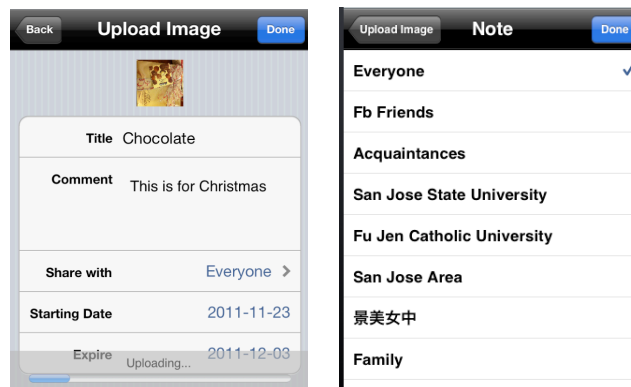 Back Upload Image Done
Title Chocolate
Comment This is for Christmas
Share with Everyone
Starting Date 2011-11-23
Expire 2011-12-03
Uploading...
Upload Image Note Done
Everyone
Fb Friends
Acquaintances
San Jose State University
Fu Jen Catholic University
San Jose Area
景美女中
Family